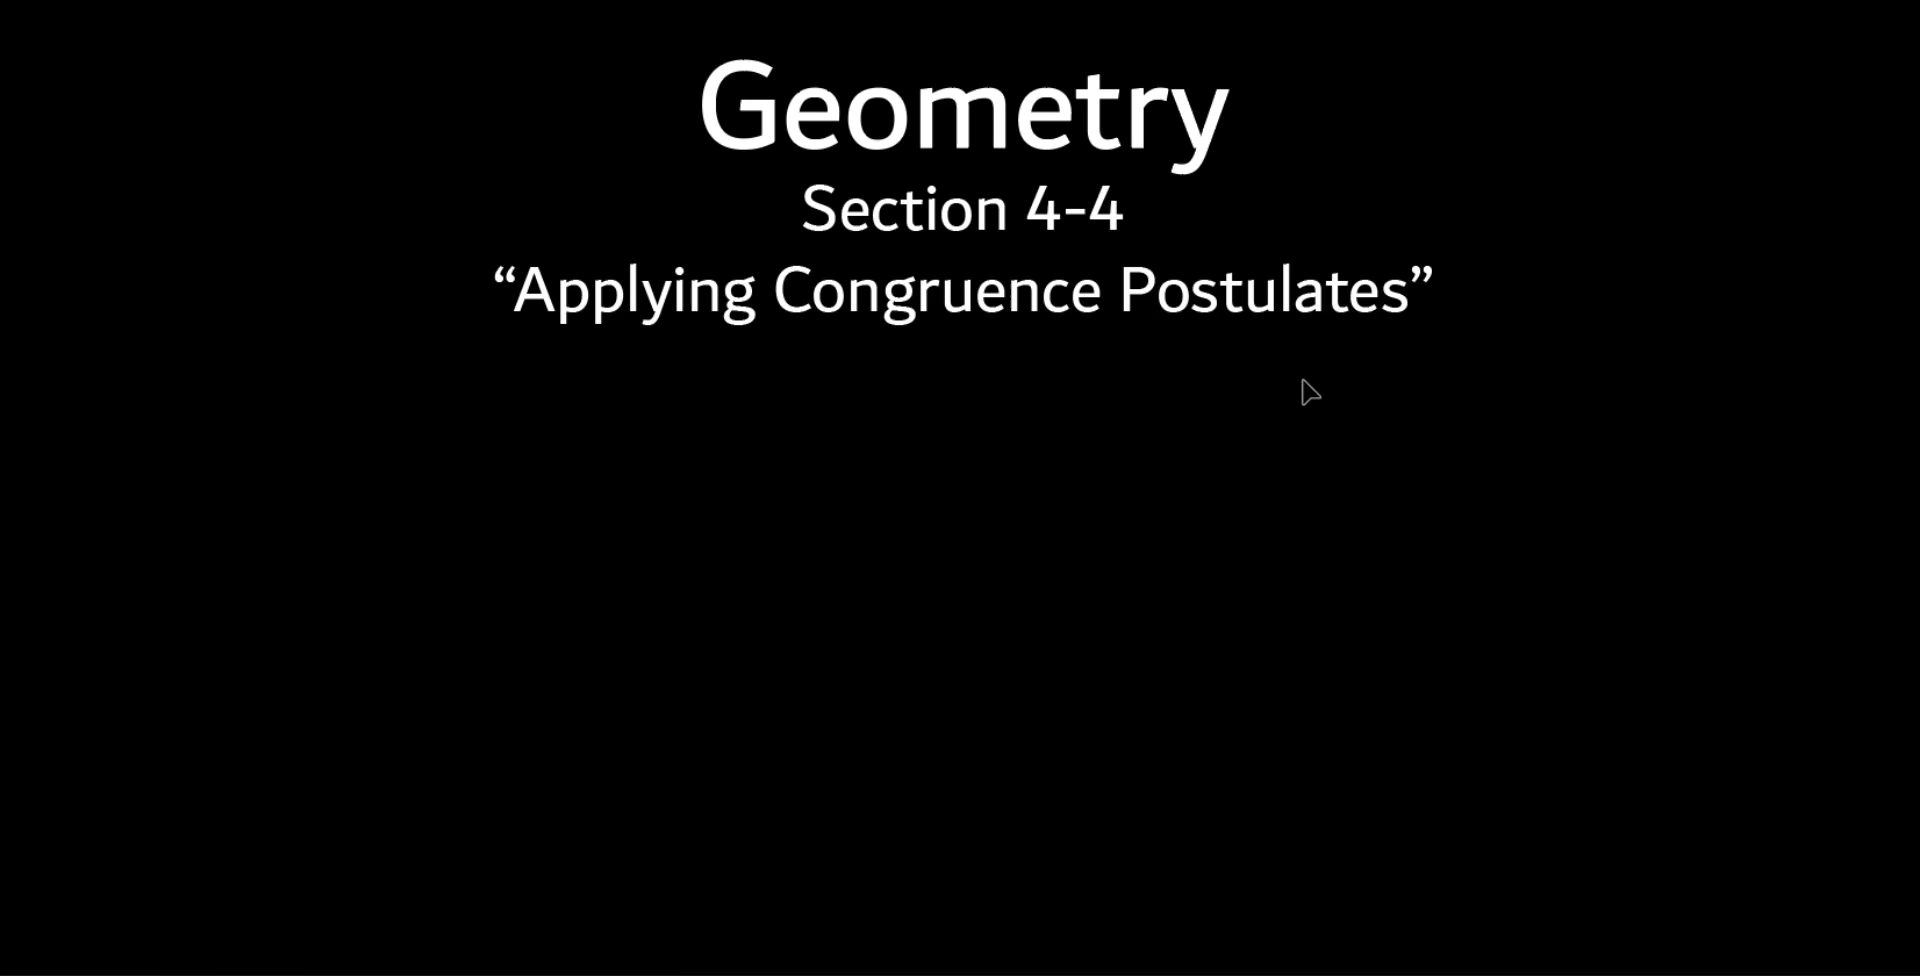 Geometry
Section 4-4
“Applying Congruence Postulates”